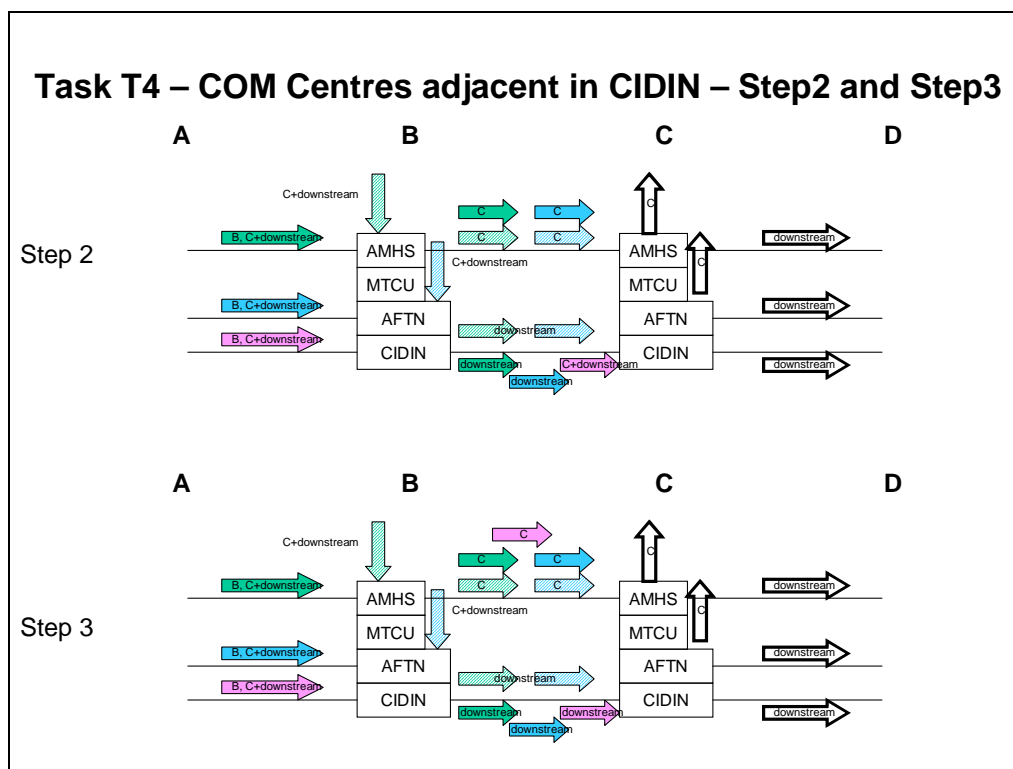 Task T4 – COM Centres adjacent in CIDIN – Step2 and Step3
A B C D
C+downstream
C C C
B, C+downstream C C downstream
Step 2 AMHS C+downstream AMHS C
MTCU MTCU
B, C+downstream AFTN AFTN downstream
B, C+downstream downstream
CIDIN CIDIN
downstream C+downstream downstream
downstream
A B C D
C
C+downstream
C C C
B, C+downstream C C downstream
AMHS C+downstream AMHS C
Step 3 MTCU MTCU
B, C+downstream AFTN AFTN downstream
B, C+downstream downstream
CIDIN CIDIN
downstream downstream downstream
downstream